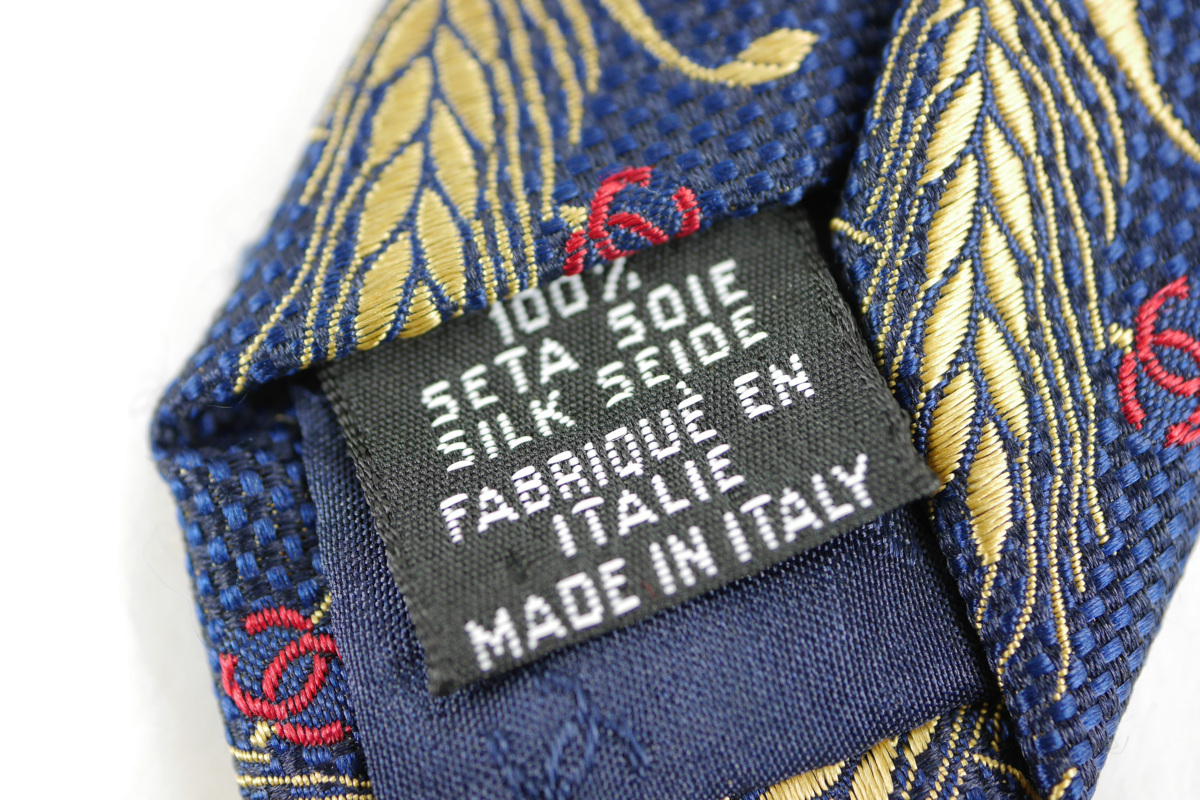 100%
SETA SOIE
SILK SEIDE
FABRIQUÉ EN
ITALIE
MADE IN ITALY